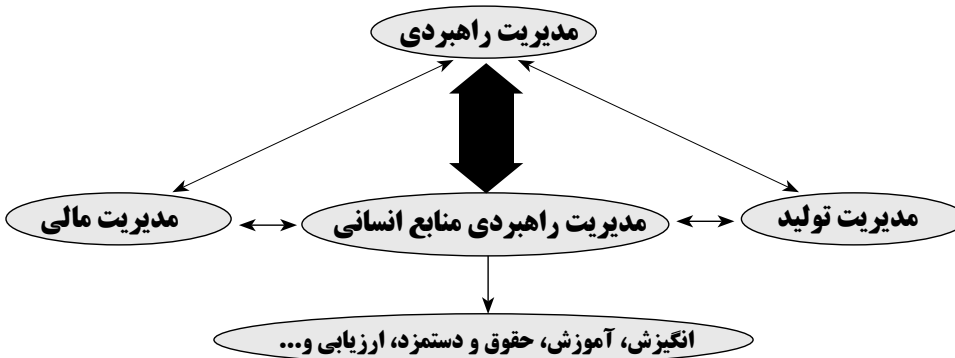 مدیریت راهبردی
مدیریت تولید
مدیریت راهبردی منابع انسانی
مدیریت مالی
انگیزش، آموزش، حقوق و دستمزد، ارزیابی و...